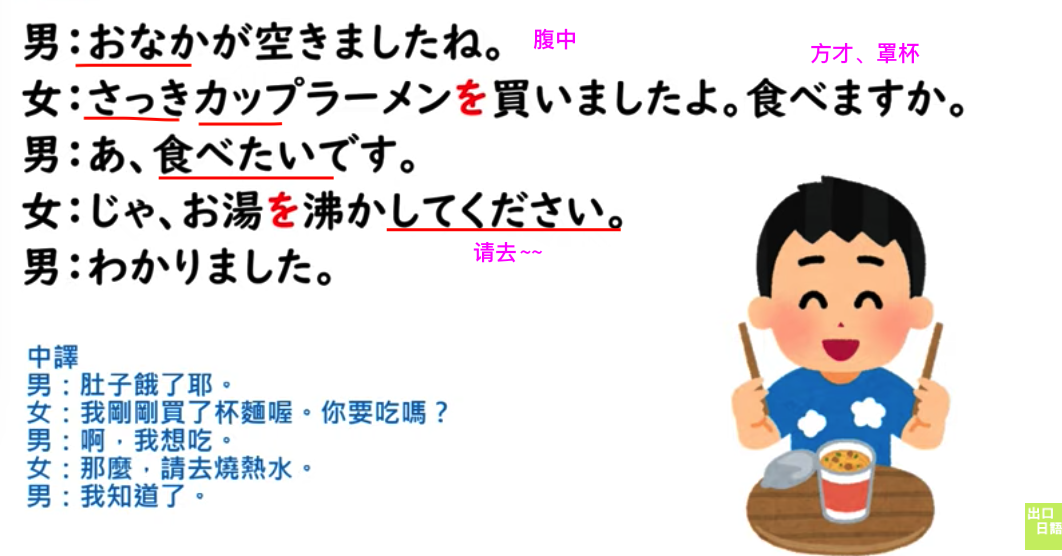 男：おなかが空きましたね。 腹中
方才、罩杯
女：さっきカップラーメンを買いましたよ。食べますか。
男：あ、食べたいです。
女：じゃ、お湯を沸かしてください。
请去~~
男：わかりました。
中譯
男：肚子餓了耶。
女：我剛剛買了杯麵喔。你要吃嗎？
男：啊，我想吃。
女：那麼，請去燒熱水。
男：我知道了。
出口
日語